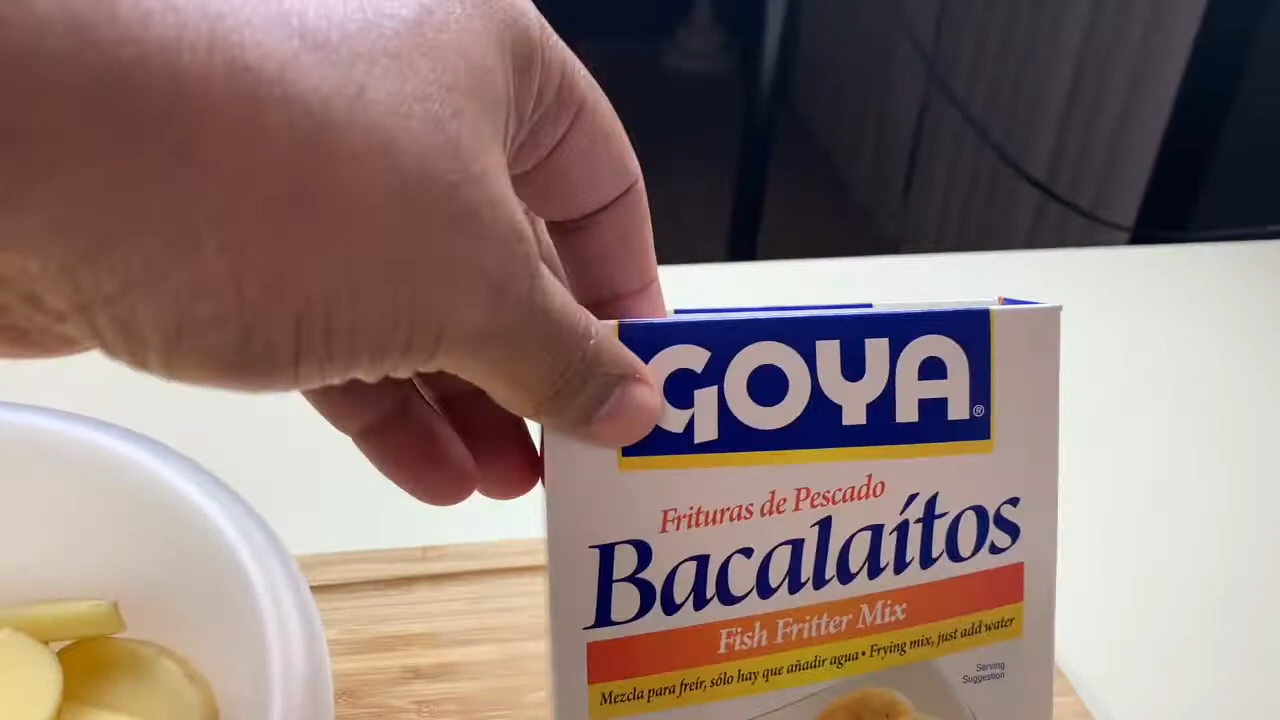 GOYA®
Frituras de Pescado
Bacalaítos
Fish Fritter Mix
Mezcla para freír, sólo hay que añadir agua • Frying mix, just add water
Serving
Suggestion